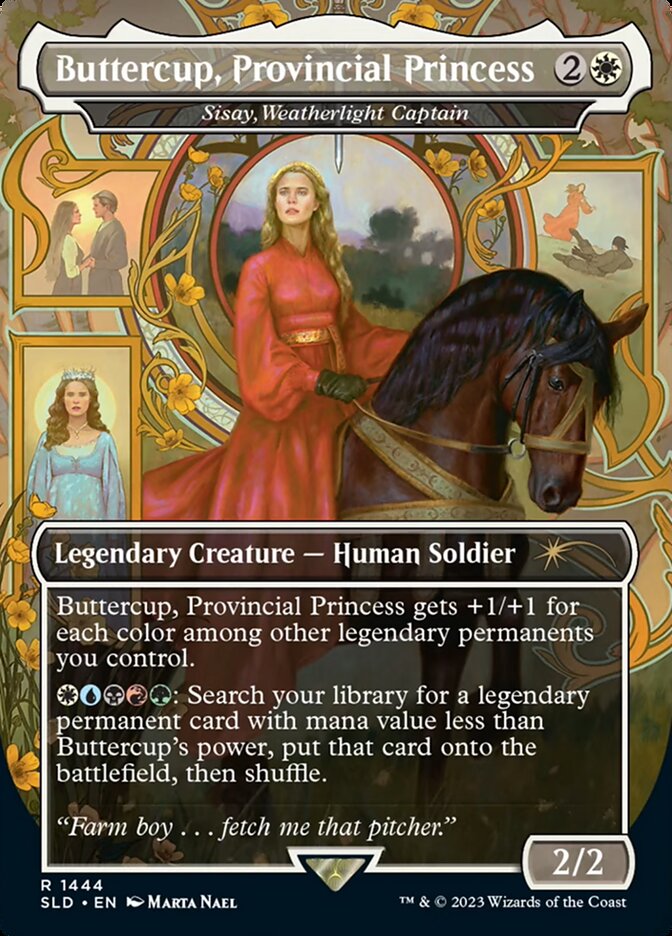 Buttercup, Provincial Princess 2
Sisay, Weatherlight Captain
Legendary Creature — Human Soldier
Buttercup, Provincial Princess gets +1/+1 for
each color among other legendary permanents
you control.
: Search your library for a legendary
permanent card with mana value less than
Buttercup's power, put that card onto the
battlefield, then shuffle.
“Farm boy . . . fetch me that pitcher.”
2/2
R 1444
SLD • EN Marta Nael
™ & © 2023 Wizards of the Coast